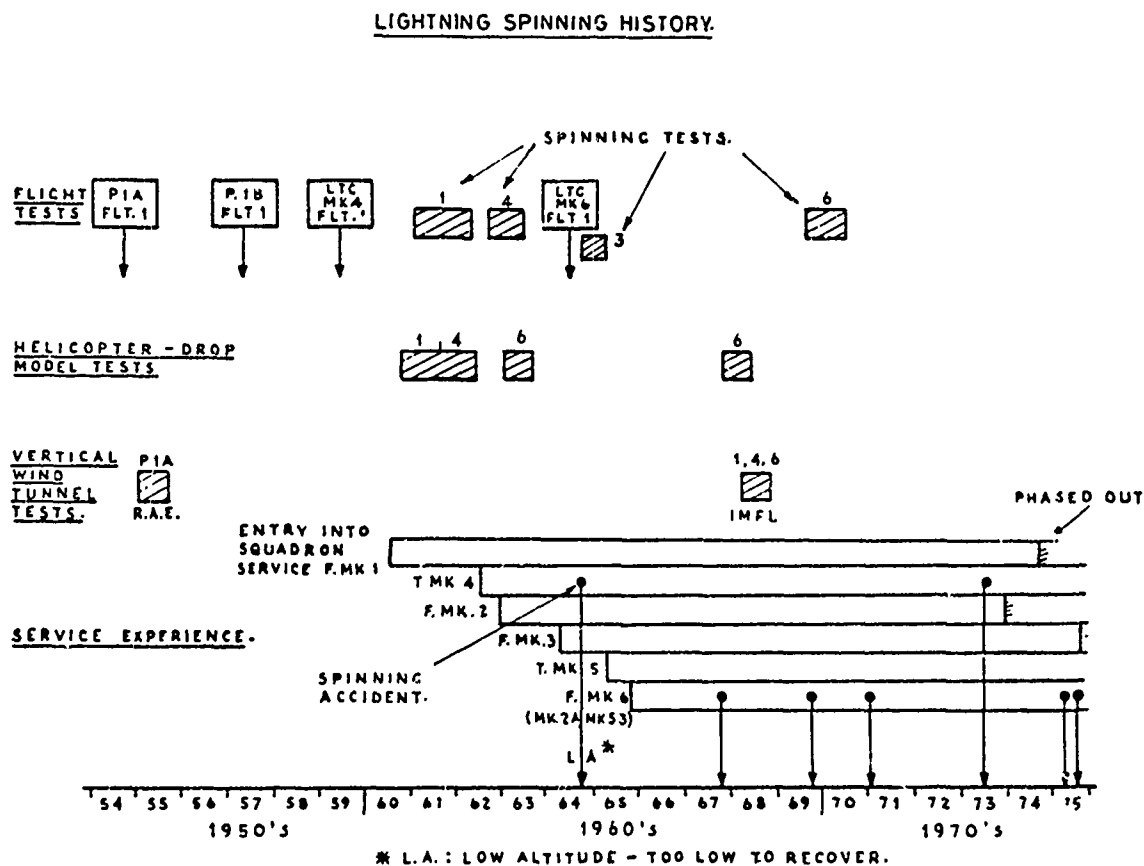 LIGHTNING SPINNING HISTORY.
SPINNING TESTS.
FLIGHT
TESTS
P1A
FLT. 1
P.1B
FLT 1
LTG
MK4
FLT. 1
1
4
LTG
MK6
FLT 1
3
6
HELICOPTER - DROP
MODEL TESTS
1 4
6
6
VERTICAL
WIND
TUNNEL
TESTS.
P1A
R.A.E.
1, 4, 6
IMFL
PHASED OUT
ENTRY INTO
SQUADRON
SERVICE F.MK 1
T MK 4
F. MK. 2
SERVICE EXPERIENCE.
F. MK. 3
T. MK 5
SPINNING
ACCIDENT.
F. MK 6
(MK.2A, MK53)
L A *
54 55 56 57 58 59 60 61 62 63 64 65 66 67 68 69 70 71 72 73 74 75
1950's 1960's 1970's
* L.A. : LOW ALTITUDE - TOO LOW TO RECOVER.